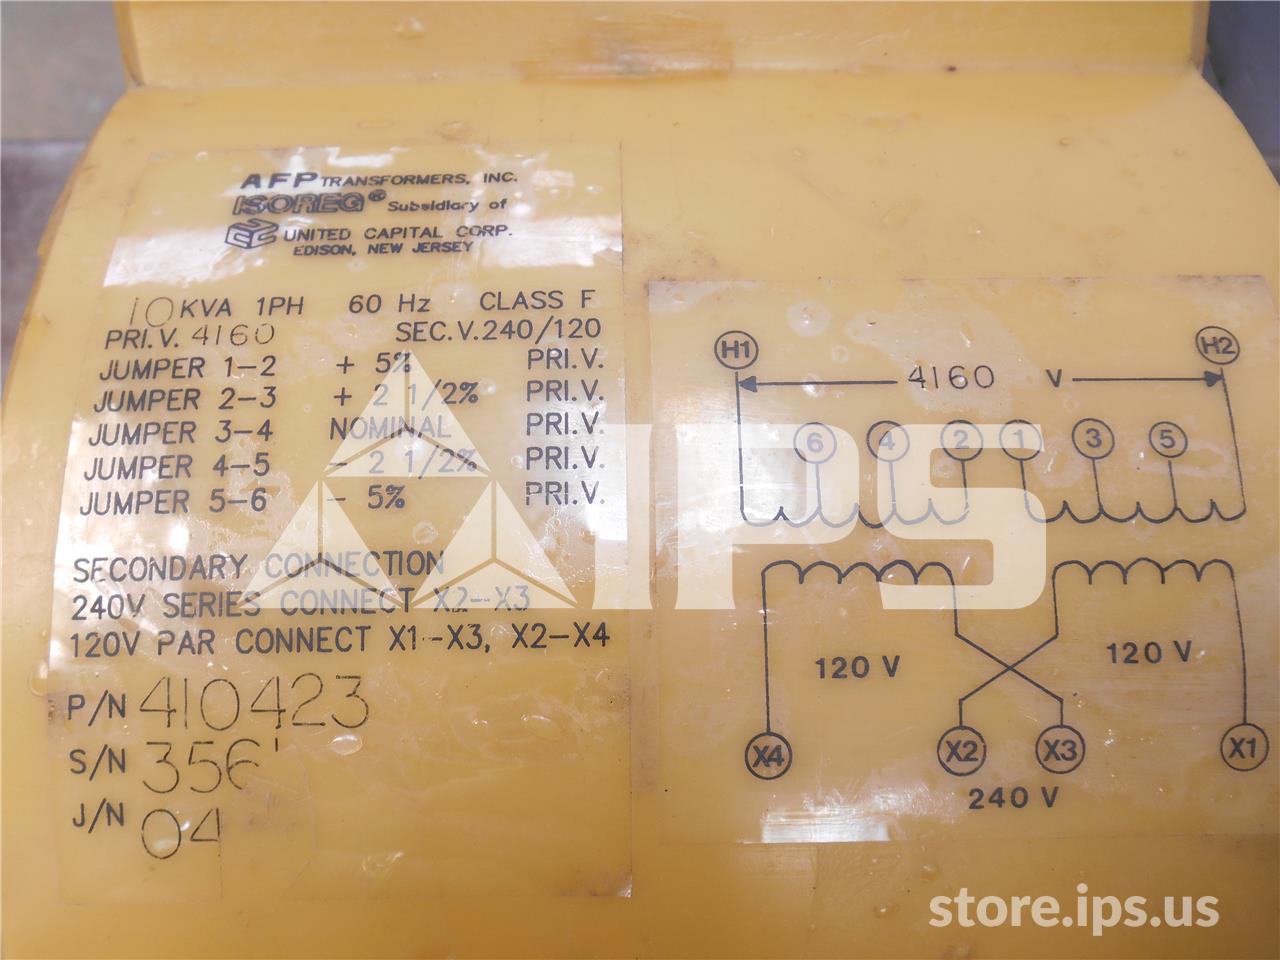 AFP TRANSFORMERS, INC.
ISOREG® Subsidiary of
UNITED CAPITAL CORP.
EDISON, NEW JERSEY
10 KVA 1PH 60 Hz CLASS F
PRI.V. 4160 SEC.V.240/120
JUMPER 1-2 + 5% PRI.V.
JUMPER 2-3 + 2 1/2% PRI.V.
JUMPER 3-4 NOMINAL PRI.V.
JUMPER 4-5 - 2 1/2% PRI.V.
JUMPER 5-6 - 5% PRI.V.
SECONDARY CONNECTION
240V SERIES CONNECT X2-X3
120V PAR CONNECT X1-X3, X2-X4
P/N 410423
S/N 356
J/N 04
H1 H2
4160 V
6 4 2 1 3 5
120 V 120 V
X4 X2 X3 X1
240 V
IPS
store.ips.us